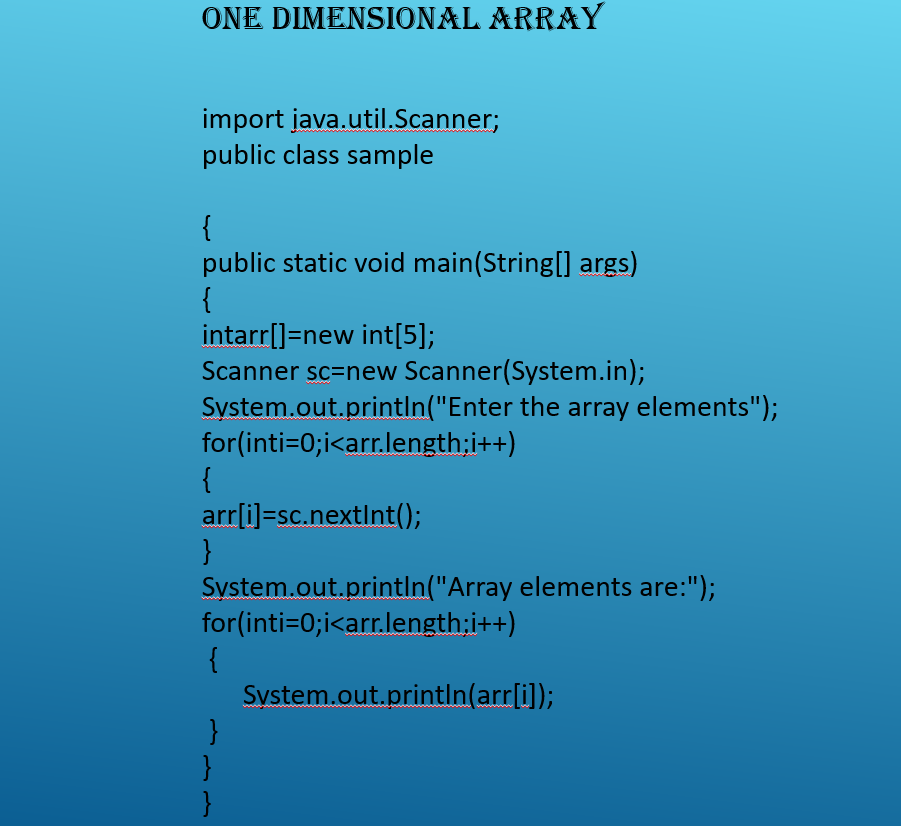 ONE DIMENSIONAL ARRAY
import java.util.Scanner;
public class sample
{
public static void main(String[] args)
{
intarr[]=new int[5];
Scanner sc=new Scanner(System.in);
System.out.println("Enter the array elements");
for(inti=0;i<arr.length;i++)
{
arr[i]=sc.nextInt();
}
System.out.println("Array elements are:");
for(inti=0;i<arr.length;i++)
{
System.out.println(arr[i]);
}
}
}